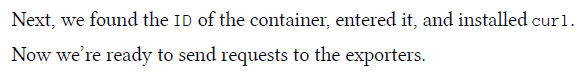 Next, we found the ID of the container, entered it, and installed curl.
Now we're ready to send requests to the exporters.